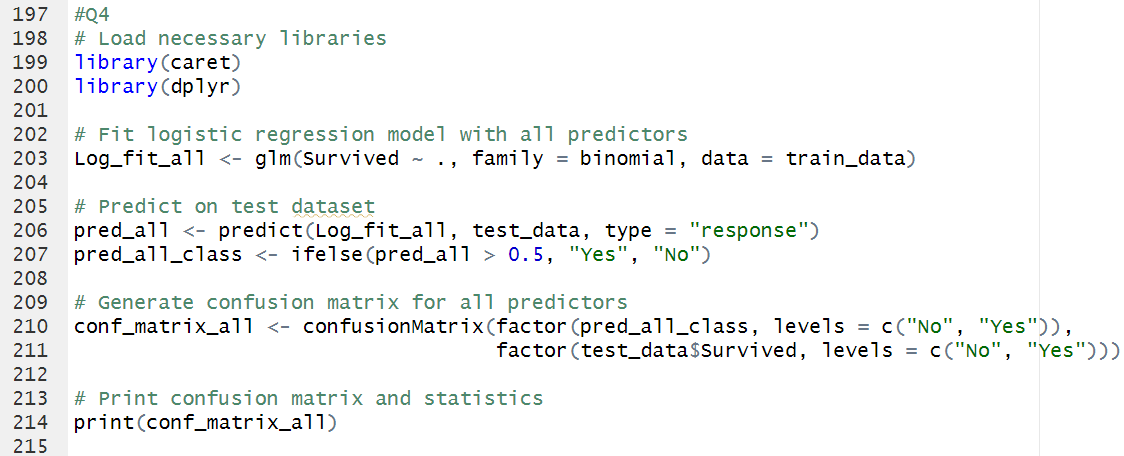 197 #Q4
198 # Load necessary libraries
199 library(caret)
200 library(dplyr)
201
202 # Fit logistic regression model with all predictors
203 Log_fit_all <- glm(Survived ~ ., family = binomial, data = train_data)
204
205 # Predict on test dataset
206 pred_all <- predict(Log_fit_all, test_data, type = "response")
207 pred_all_class <- ifelse(pred_all > 0.5, "Yes", "No")
208
209 # Generate confusion matrix for all predictors
210 conf_matrix_all <- confusionMatrix(factor(pred_all_class, levels = c("No", "Yes")),
211                                    factor(test_data$Survived, levels = c("No", "Yes")))
212
213 # Print confusion matrix and statistics
214 print(conf_matrix_all)
215